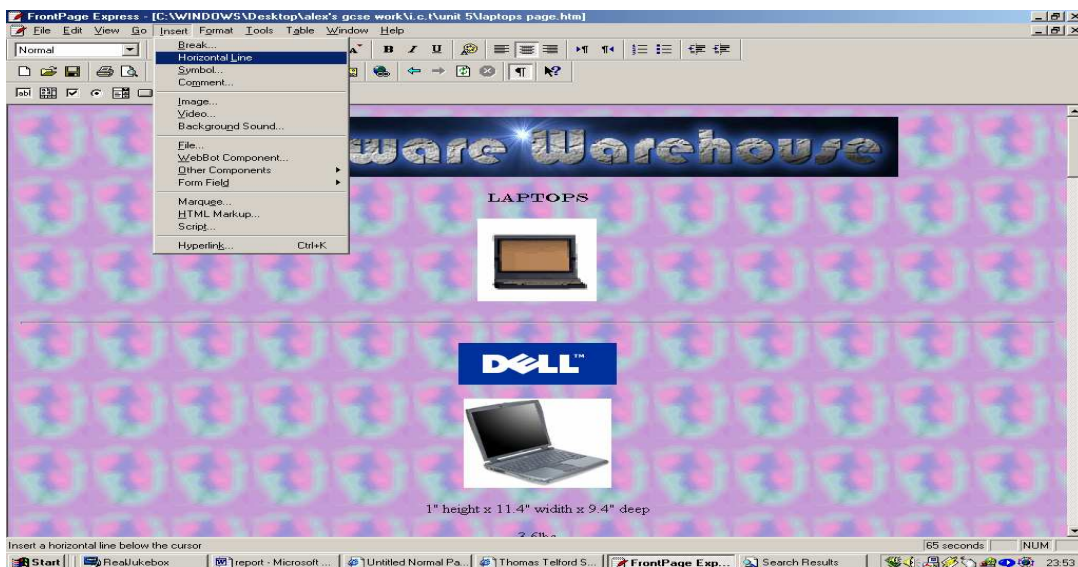 FrontPage Express - [C:\WINDOWS\Desktop\alex's gcse work\i.c.t\unit 5\laptops page.htm]
File Edit View Go Insert Format Tools Table Window Help
Normal
Break...
Horizontal Line
Symbol...
Comment...
Image...
Video...
Background Sound...
File...
WebBot Component...
Other Components
Form Field
Marquee...
HTML Markup...
Script...
Hyperlink... Ctrl+K
ware Warehouse
LAPTOPS
DELL™
1" height x 11.4" widith x 9.4" deep
3.6lbs
Insert a horizontal line below the cursor
65 seconds NUM
Start RealJukebox report - Microsoft ... Untitled Normal Pa... Thomas Telford S... FrontPage Exp... Search Results 23:53